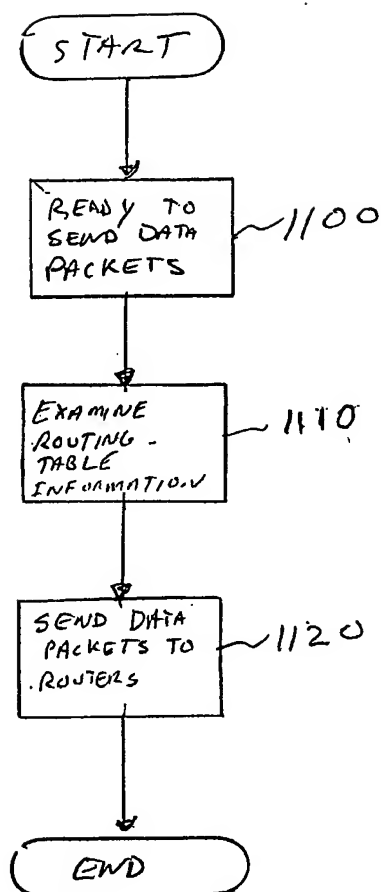 START
READY TO
SEND DATA
PACKETS
1100
EXAMINE
ROUTING
TABLE
INFORMATION
1110
SEND DATA
PACKETS TO
ROUTERS
1120
END